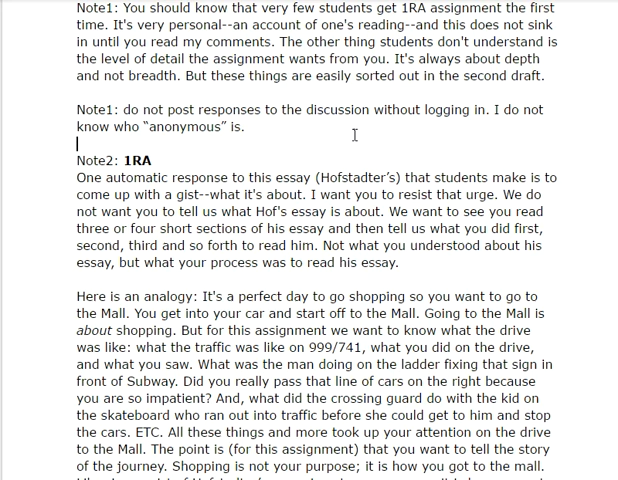 Note1: You should know that very few students get 1RA assignment the first
time. It's very personal--an account of one's reading--and this does not sink
in until you read my comments. The other thing students don't understand is
the level of detail the assignment wants from you. It's always about depth
and not breadth. But these things are easily sorted out in the second draft.
Note1: do not post responses to the discussion without logging in. I do not
know who “anonymous” is.
Note2: 1RA
One automatic response to this essay (Hofstadter’s) that students make is to
come up with a gist--what it's about. I want you to resist that urge. We do
not want you to tell us what Hof's essay is about. We want to see you read
three or four short sections of his essay and then tell us what you did first,
second, third and so forth to read him. Not what you understood about his
essay, but what your process was to read his essay.
Here is an analogy: It's a perfect day to go shopping so you want to go to
the Mall. You get into your car and start off to the Mall. Going to the Mall is
about shopping. But for this assignment we want to know what the drive
was like: what the traffic was like on 999/741, what you did on the drive,
and what you saw. What was the man doing on the ladder fixing that sign in
front of Subway. Did you really pass that line of cars on the right because
you are so impatient? And, what did the crossing guard do with the kid on
the skateboard who ran out into traffic before she could get to him and stop
the cars. ETC. All these things and more took up your attention on the drive
to the Mall. The point is (for this assignment) that you want to tell the story
of the journey. Shopping is not your purpose; it is how you got to the mall.